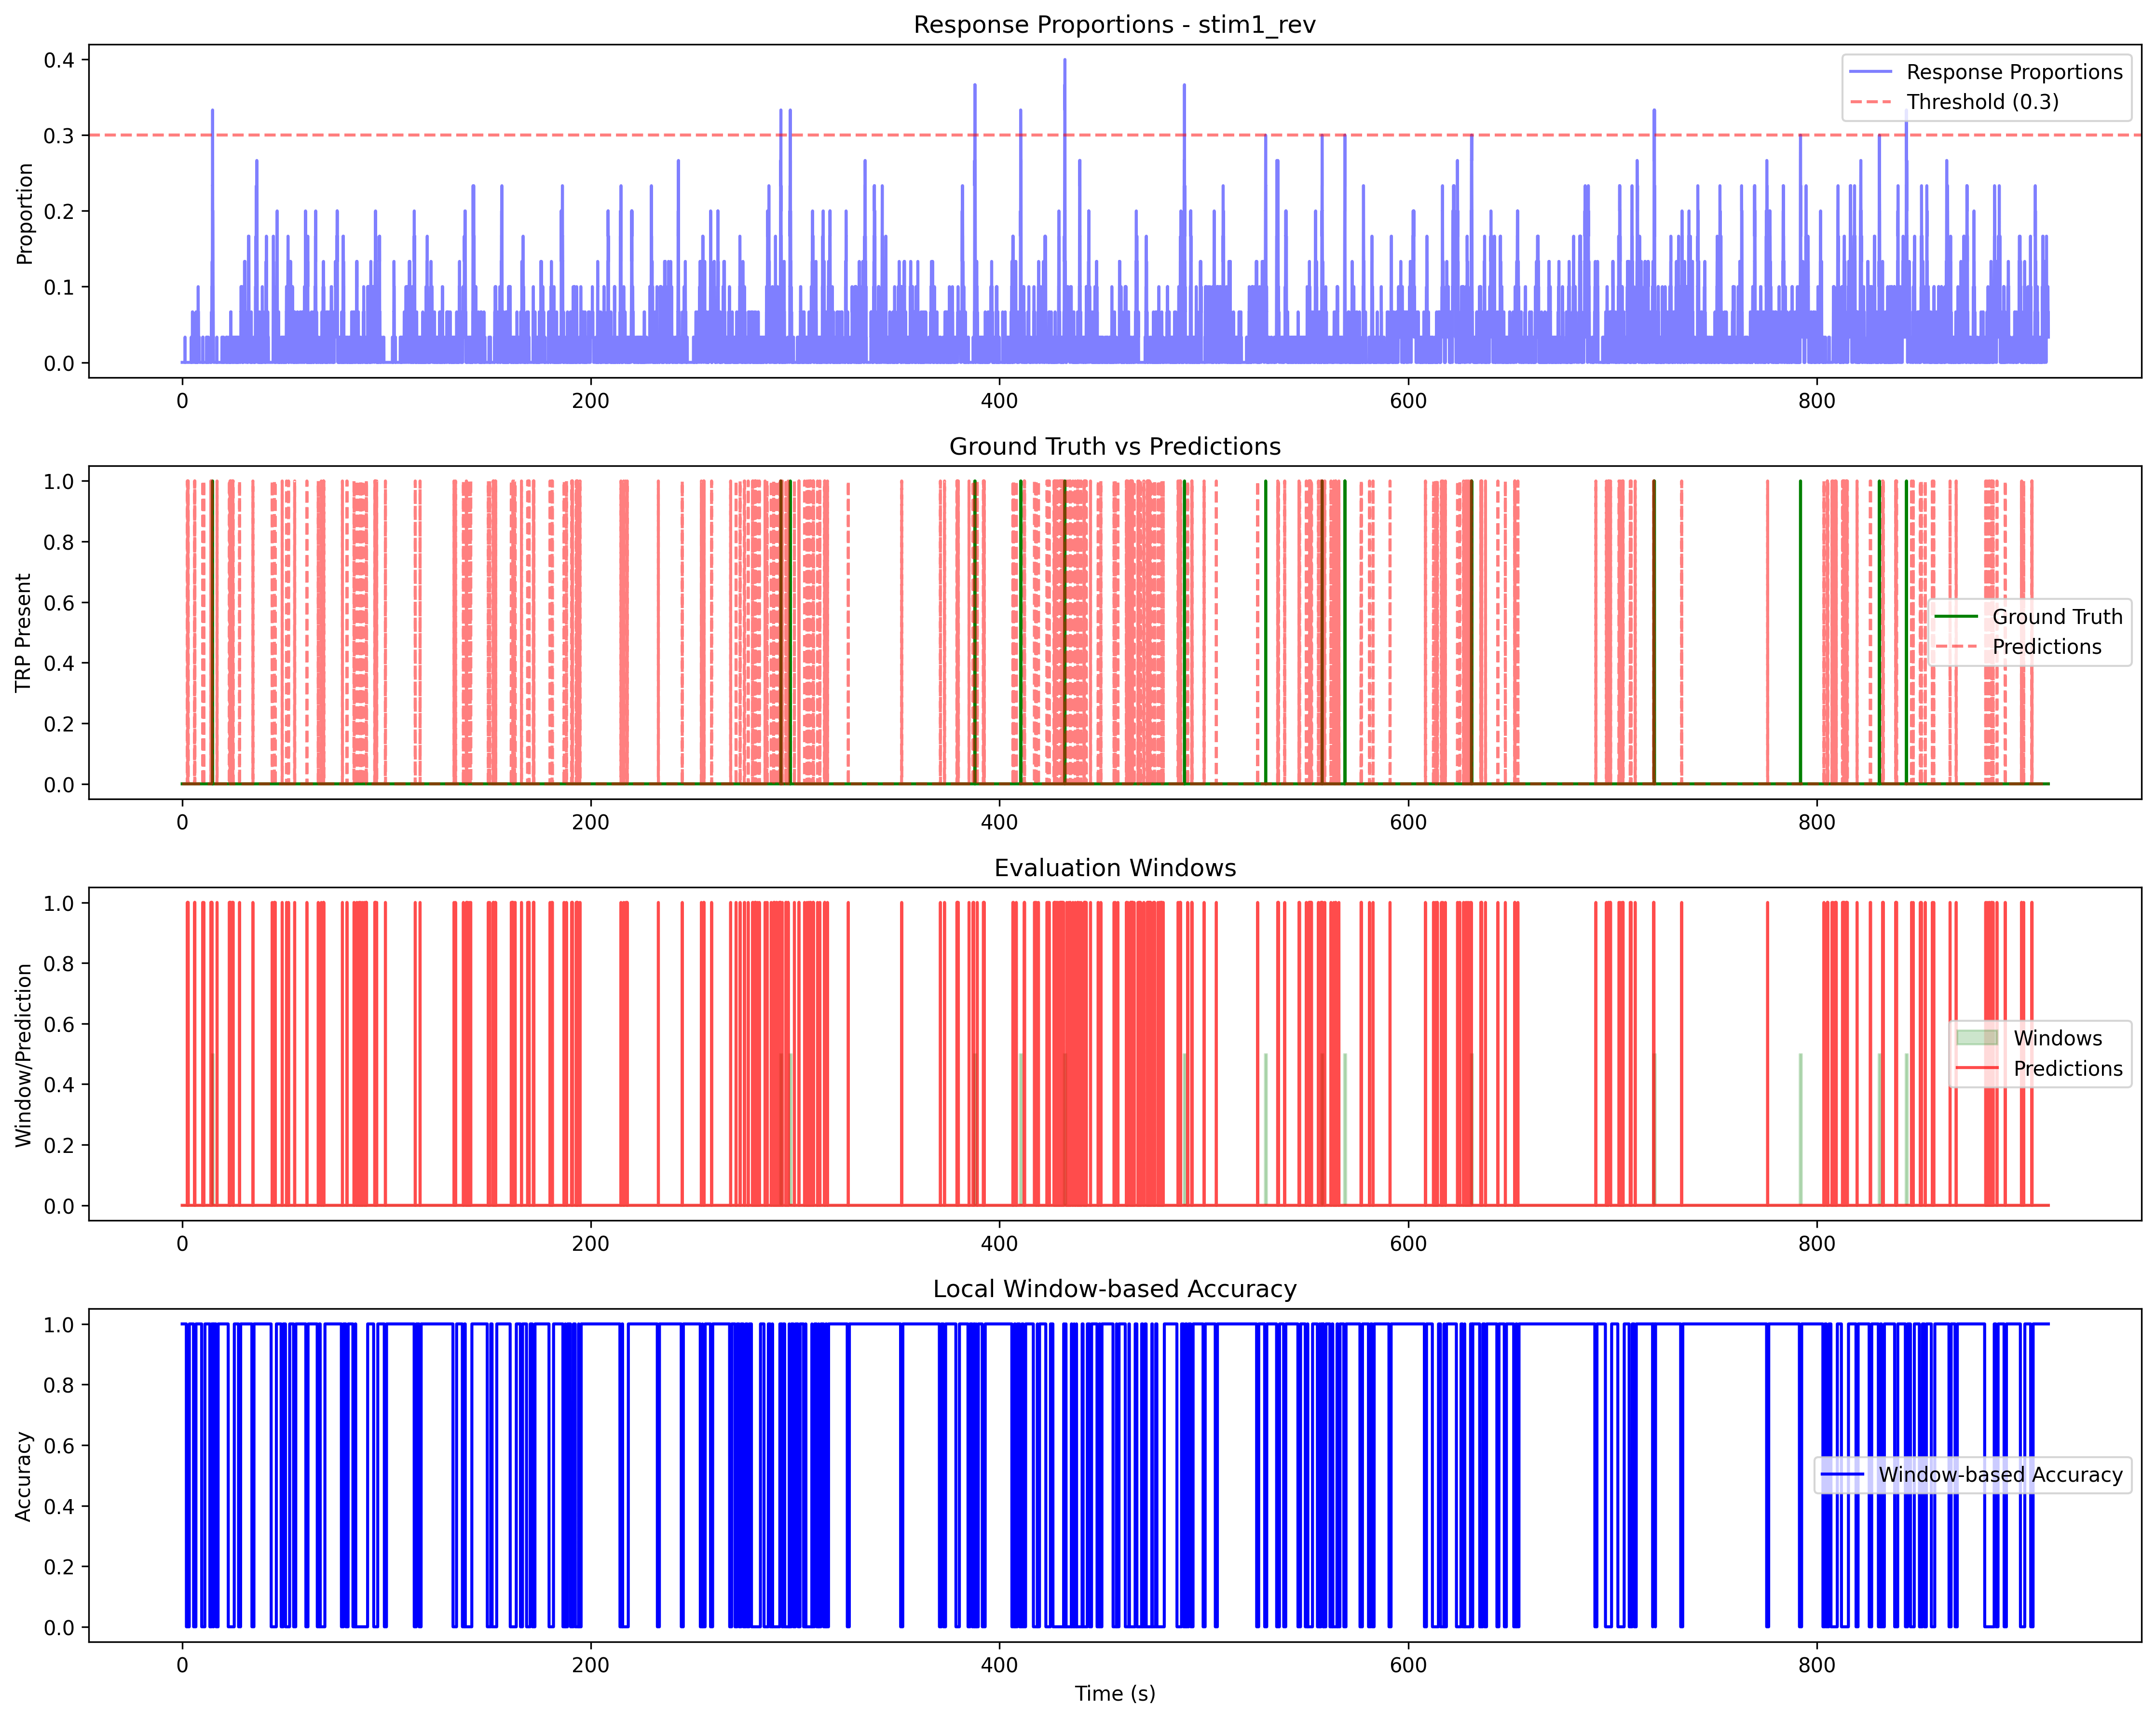 Response Proportions - stim1_rev
Proportion
0.4
0.3
0.2
0.1
0.0
Response Proportions
Threshold (0.3)
0 200 400 600 800
Ground Truth vs Predictions
TRP Present
1.0
0.8
0.6
0.4
0.2
0.0
Ground Truth
Predictions
0 200 400 600 800
Evaluation Windows
Window/Prediction
1.0
0.8
0.6
0.4
0.2
0.0
Windows
Predictions
0 200 400 600 800
Local Window-based Accuracy
Accuracy
1.0
0.8
0.6
0.4
0.2
0.0
Window-based Accuracy
0 200 400 600 800
Time (s)